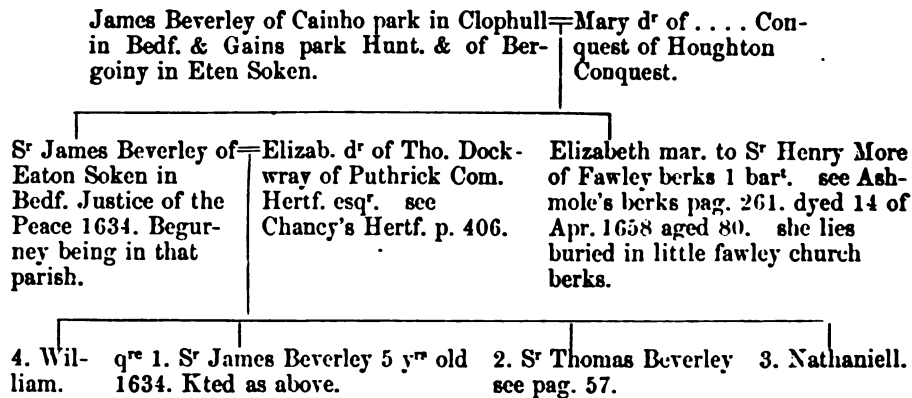 James Beverley of Cainho park in Clophull
in Bedf. & Gains park Hunt. & of Ber-
goiny in Eten Soken.
Mary dʳ of . . . . Con-
quest of Houghton
Conquest.
Sʳ James Beverley of
Eaton Soken in
Bedf. Justice of the
Peace 1634. Begur-
ney being in that
parish.
Elizab. dʳ of Tho. Dock-
wray of Puthrick Com.
Hertf. esqʳ. see
Chancy's Hertf. p. 406.
Elizabeth mar. to Sʳ Henry More
of Fawley berks 1 barᵗ. see Ash-
mole's berks pag. 261. dyed 14 of
Apr. 1658 aged 80. she lies
buried in little fawley church
berks.
4. Wil-
liam.
qʳᵉ 1. Sʳ James Beverley 5 yʳˢ old
1634. Kted as above.
2. Sʳ Thomas Beverley
see pag. 57.
3. Nathaniell.